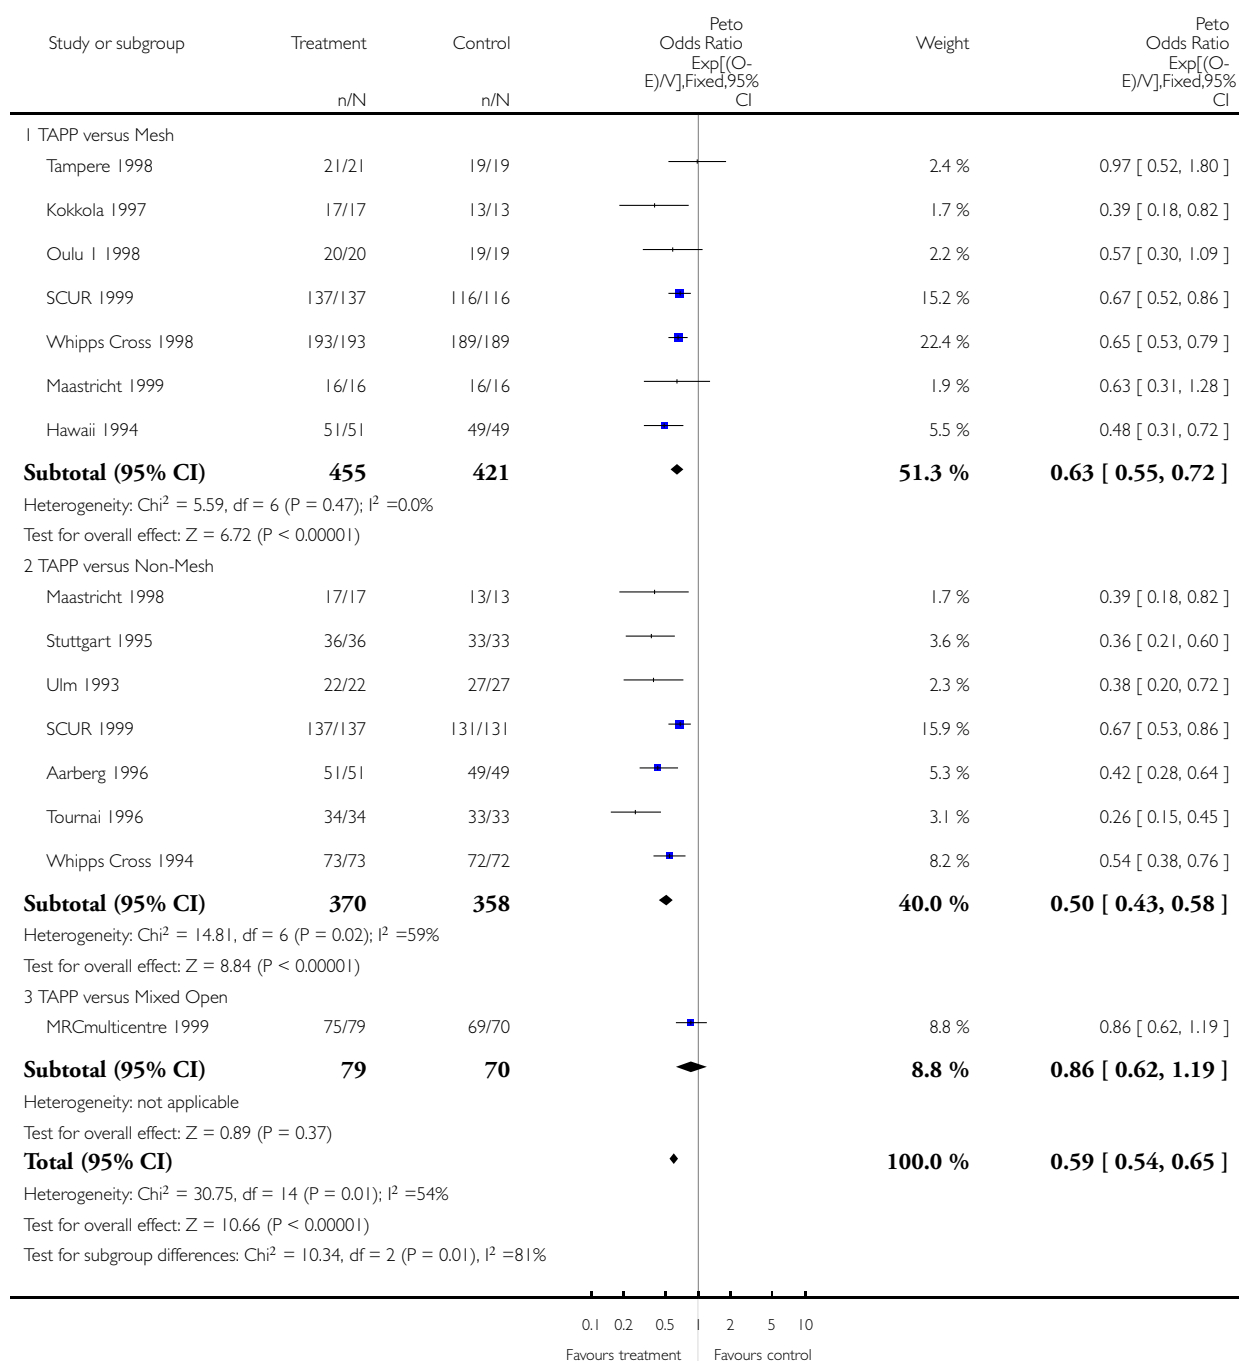 Peto
Odds Ratio
Exp[(O-
E)/V],Fixed,95%
CI
Peto
Odds Ratio
Exp[(O-
E)/V],Fixed,95%
CI
Study or subgroup Treatment Control Weight
n/N n/N
1 TAPP versus Mesh
Tampere 1998 21/21 19/19 2.4 % 0.97 [ 0.52, 1.80 ]
Kokkola 1997 17/17 13/13 1.7 % 0.39 [ 0.18, 0.82 ]
Oulu 1 1998 20/20 19/19 2.2 % 0.57 [ 0.30, 1.09 ]
SCUR 1999 137/137 116/116 15.2 % 0.67 [ 0.52, 0.86 ]
Whipps Cross 1998 193/193 189/189 22.4 % 0.65 [ 0.53, 0.79 ]
Maastricht 1999 16/16 16/16 1.9 % 0.63 [ 0.31, 1.28 ]
Hawaii 1994 51/51 49/49 5.5 % 0.48 [ 0.31, 0.72 ]
Subtotal (95% CI) 455 421 51.3 % 0.63 [ 0.55, 0.72 ]
Heterogeneity: Chi² = 5.59, df = 6 (P = 0.47); I² =0.0%
Test for overall effect: Z = 6.72 (P < 0.00001)
2 TAPP versus Non-Mesh
Maastricht 1998 17/17 13/13 1.7 % 0.39 [ 0.18, 0.82 ]
Stuttgart 1995 36/36 33/33 3.6 % 0.36 [ 0.21, 0.60 ]
Ulm 1993 22/22 27/27 2.3 % 0.38 [ 0.20, 0.72 ]
SCUR 1999 137/137 131/131 15.9 % 0.67 [ 0.53, 0.86 ]
Aarberg 1996 51/51 49/49 5.3 % 0.42 [ 0.28, 0.64 ]
Tournai 1996 34/34 33/33 3.1 % 0.26 [ 0.15, 0.45 ]
Whipps Cross 1994 73/73 72/72 8.2 % 0.54 [ 0.38, 0.76 ]
Subtotal (95% CI) 370 358 40.0 % 0.50 [ 0.43, 0.58 ]
Heterogeneity: Chi² = 14.81, df = 6 (P = 0.02); I² =59%
Test for overall effect: Z = 8.84 (P < 0.00001)
3 TAPP versus Mixed Open
MRCmulticentre 1999 75/79 69/70 8.8 % 0.86 [ 0.62, 1.19 ]
Subtotal (95% CI) 79 70 8.8 % 0.86 [ 0.62, 1.19 ]
Heterogeneity: not applicable
Test for overall effect: Z = 0.89 (P = 0.37)
Total (95% CI) 100.0 % 0.59 [ 0.54, 0.65 ]
Heterogeneity: Chi² = 30.75, df = 14 (P = 0.01); I² =54%
Test for overall effect: Z = 10.66 (P < 0.00001)
Test for subgroup differences: Chi² = 10.34, df = 2 (P = 0.01), I² =81%
0.1 0.2 0.5 1 2 5 10
Favours treatment Favours control